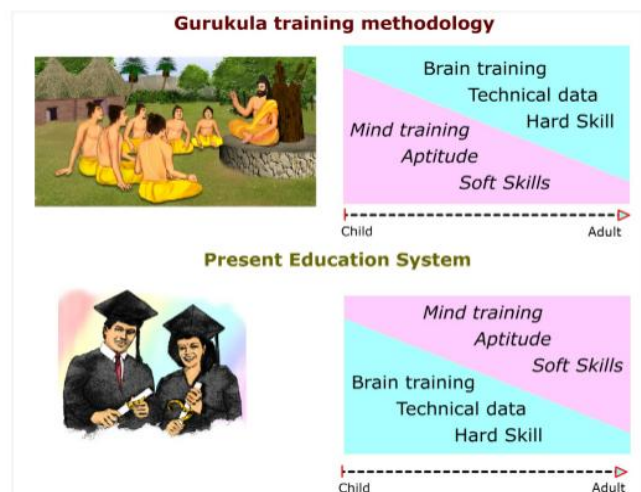 Gurukula training methodology
Brain training
Technical data
Hard Skill
Mind training
Aptitude
Soft Skills
Child Adult
Present Education System
Mind training
Aptitude
Soft Skills
Brain training
Technical data
Hard Skill
Child Adult